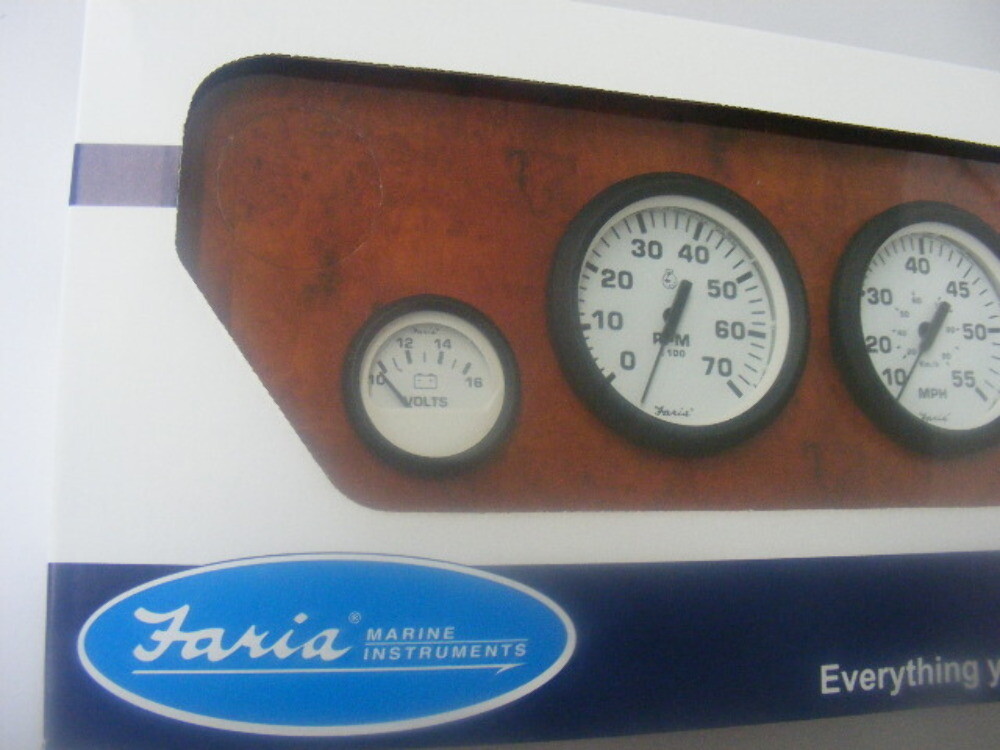 Faria
12 14
10 16
VOLTS
30 40
20 50
10 60
0 70
RPM
x100
Faria
40 45
30 50
20 55
10
MPH
Faria
Faria® MARINE
INSTRUMENTS
Everything